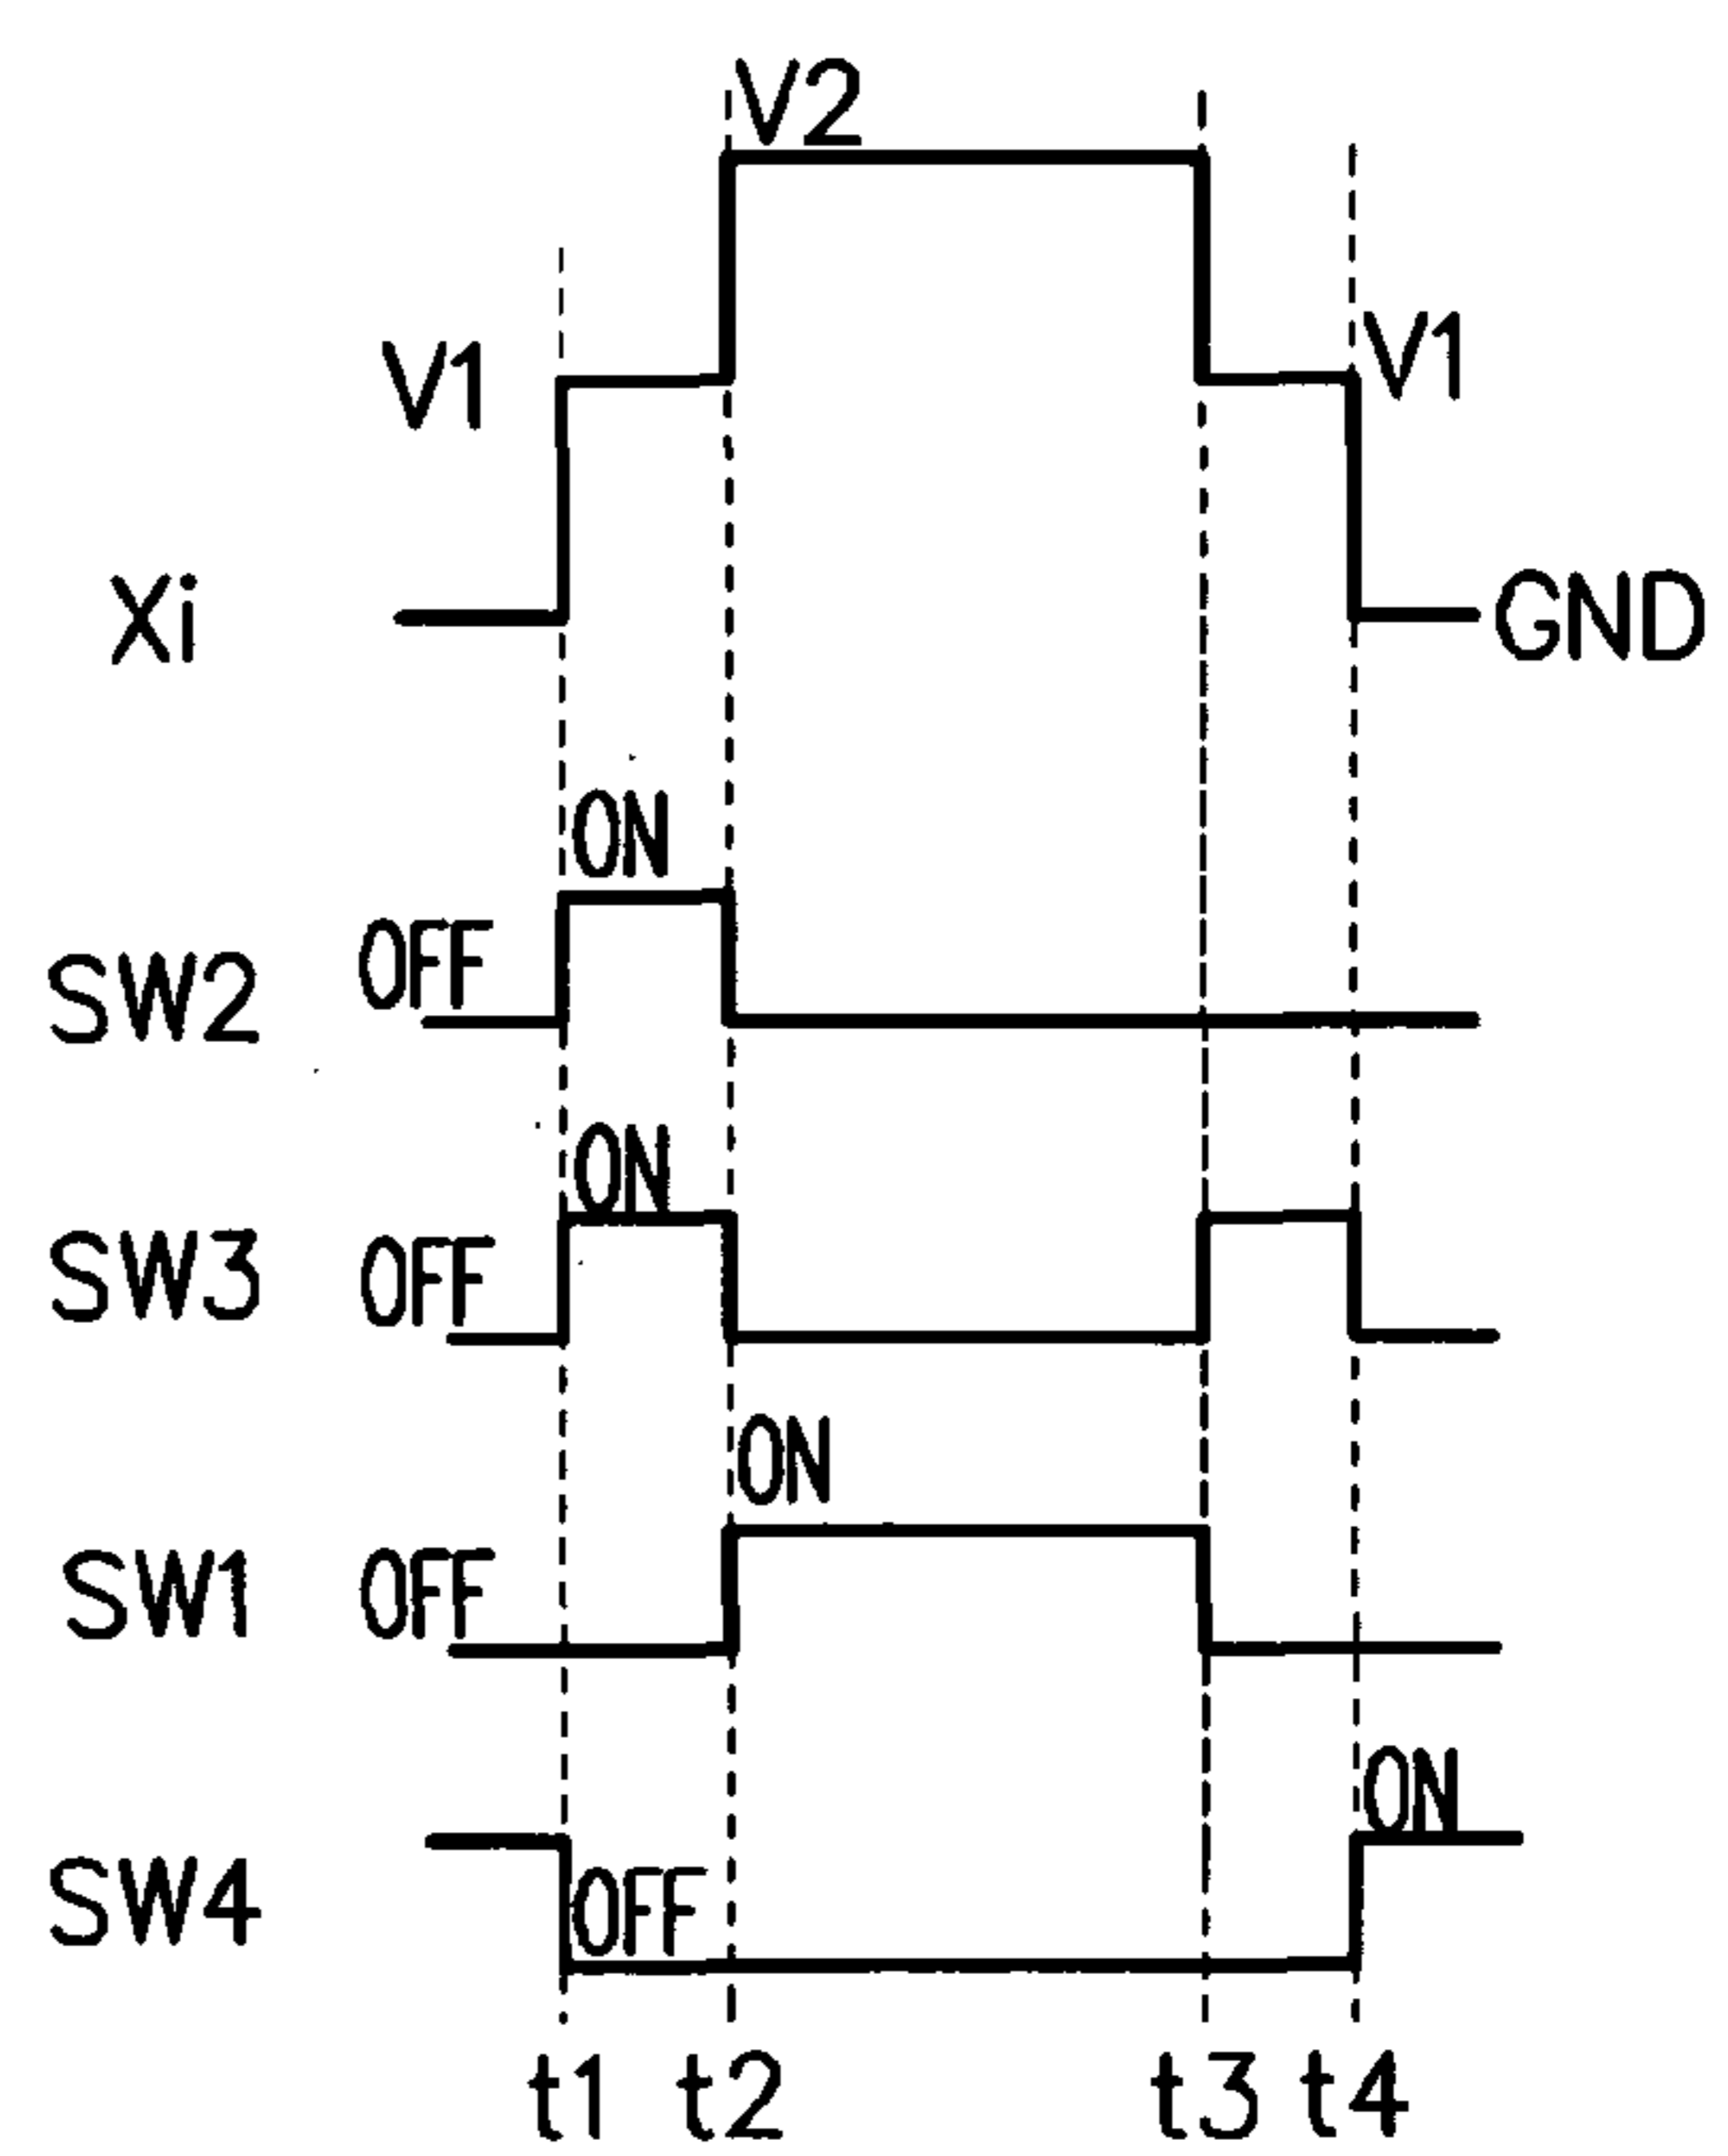 V2
V1
V1
Xi
GND
ON
OFF
SW2
ON
OFF
SW3
ON
OFF
SW1
ON
OFF
SW4
t1 t2 t3 t4